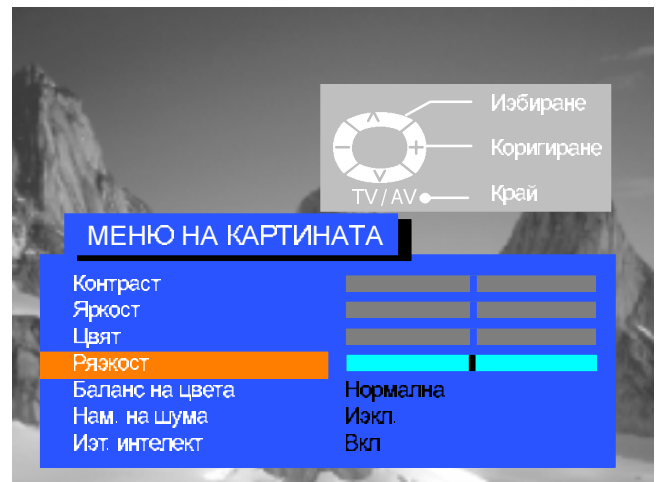 Иэбиране
Коригиране
TV/AV
Край
МЕНЮ НА КАРТИНАТА
Контраст
Яркост
Цвят
Ряэкост
Баланс на цвета Нормална
Нам. на шума Иэкл.
Иэт. интелект Вкл